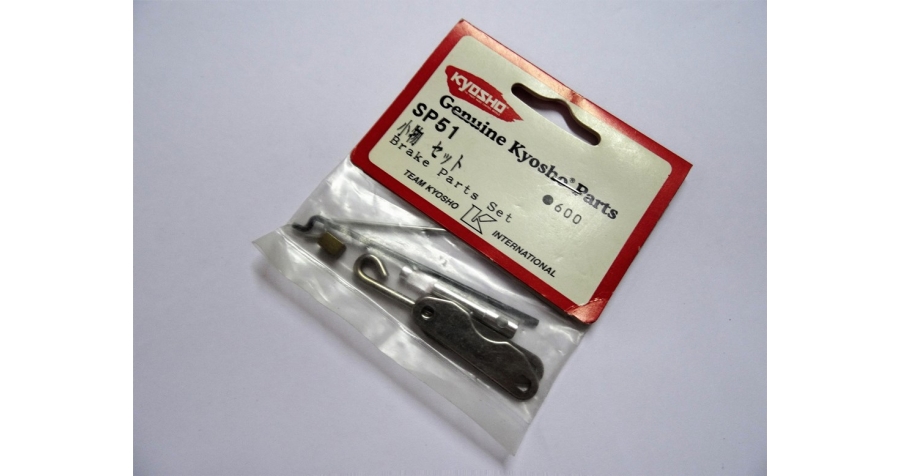 KYOSHO
Genuine Kyosho® Parts
SP51
小物 セット
Brake Parts Set
●600
TEAM KYOSHO K INTERNATIONAL